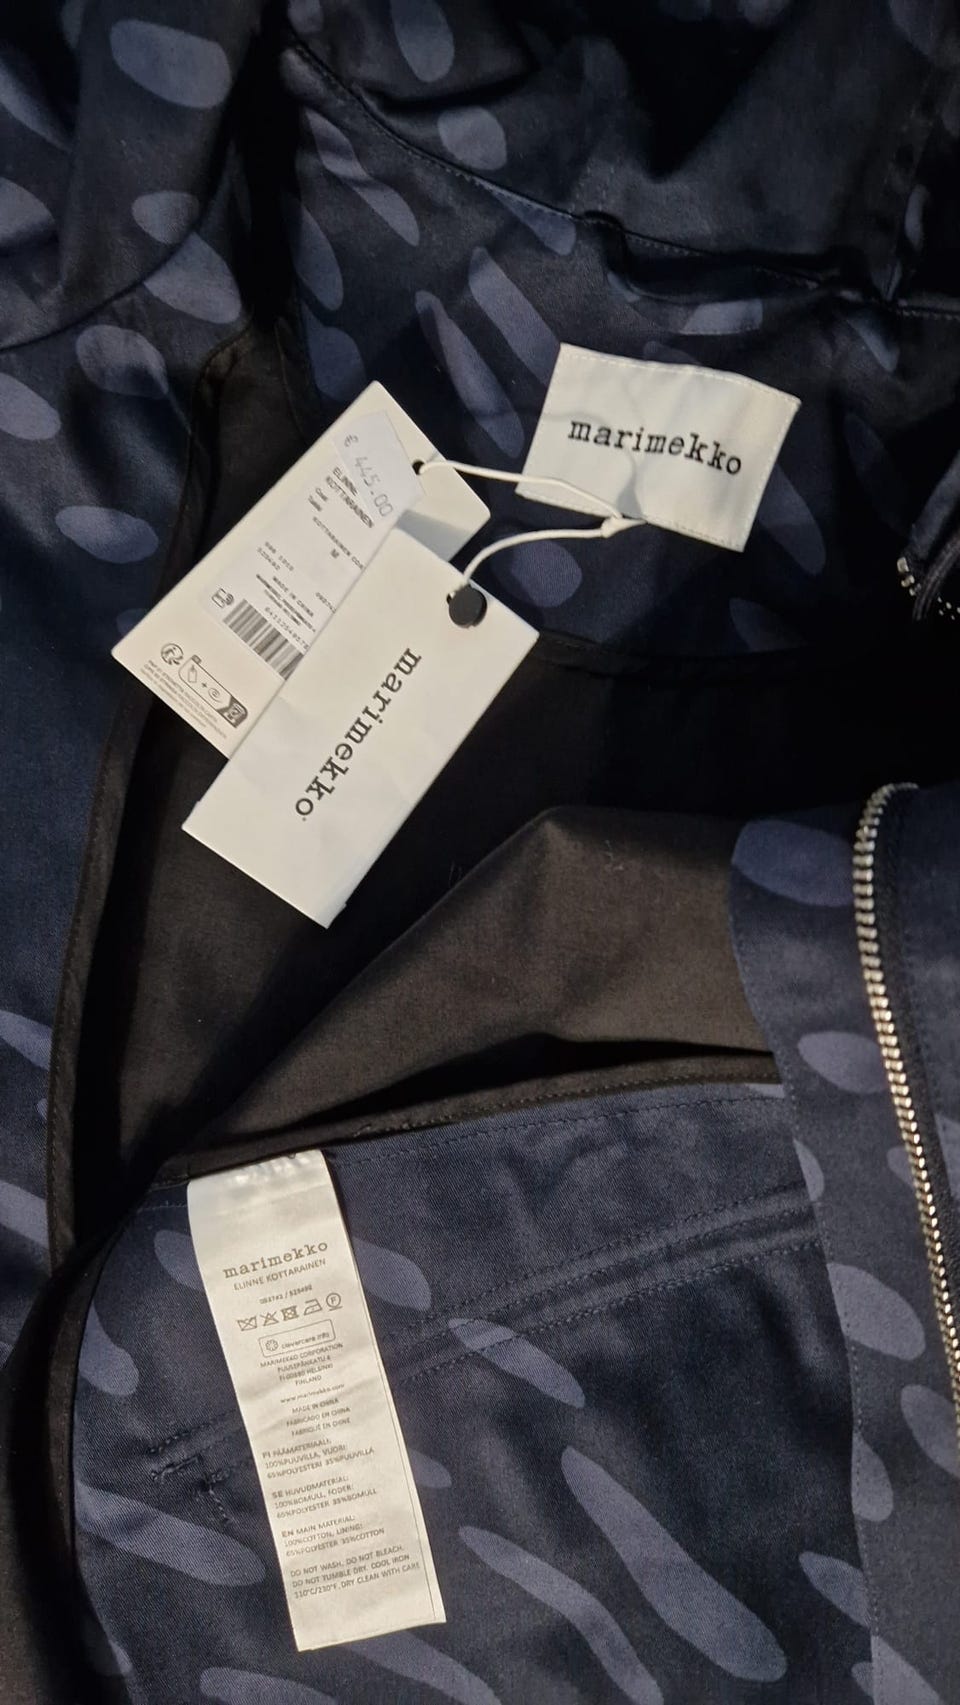 marimekko
€ 445.00
ELINNE
KOTTARAINEN
Coat
M
MADE IN CHINA
marimekko
marimekko
ELINNE KOTTARAINEN
clevercare.info
MARIMEKKO CORPORATION
PUUSEPÄNKATU 4
FI-00880 HELSINKI
FINLAND
www.marimekko.com
MADE IN CHINA
FABRICADO EN CHINA
FABRIQUÉ EN CHINE
FI PÄÄMATERIAALI:
100%PUUVILLA, VUORI:
65%POLYESTERI 35%PUUVILLA
SE HUVUDMATERIAL:
100%BOMULL, FODER:
65%POLYESTER 35%BOMULL
EN MAIN MATERIAL:
100%COTTON, LINING:
65%POLYESTER 35%COTTON
DO NOT WASH. DO NOT BLEACH.
DO NOT TUMBLE DRY. COOL IRON
110°C/230°F. DRY CLEAN WITH CARE